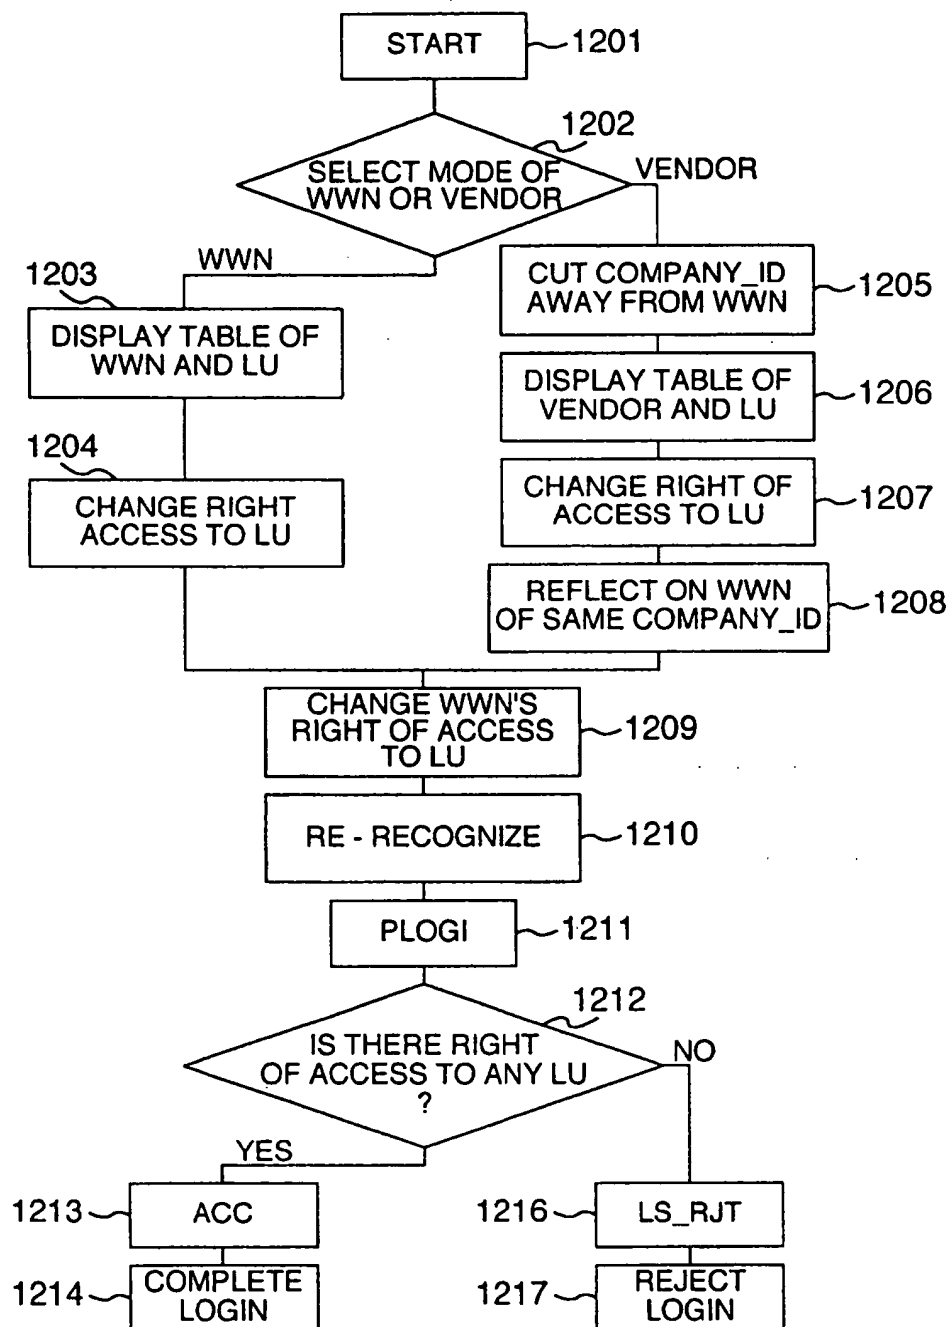 START
1201
1202
SELECT MODE OF
WWN OR VENDOR
VENDOR
WWN
1203
DISPLAY TABLE OF
WWN AND LU
1204
CHANGE RIGHT
ACCESS TO LU
CUT COMPANY_ID
AWAY FROM WWN
1205
DISPLAY TABLE OF
VENDOR AND LU
1206
CHANGE RIGHT OF
ACCESS TO LU
1207
REFLECT ON WWN
OF SAME COMPANY_ID
1208
CHANGE WWN'S
RIGHT OF ACCESS
TO LU
1209
RE - RECOGNIZE
1210
PLOGI
1211
1212
IS THERE RIGHT
OF ACCESS TO ANY LU
?
NO
YES
1213
ACC
1214
COMPLETE
LOGIN
1216
LS_RJT
1217
REJECT
LOGIN